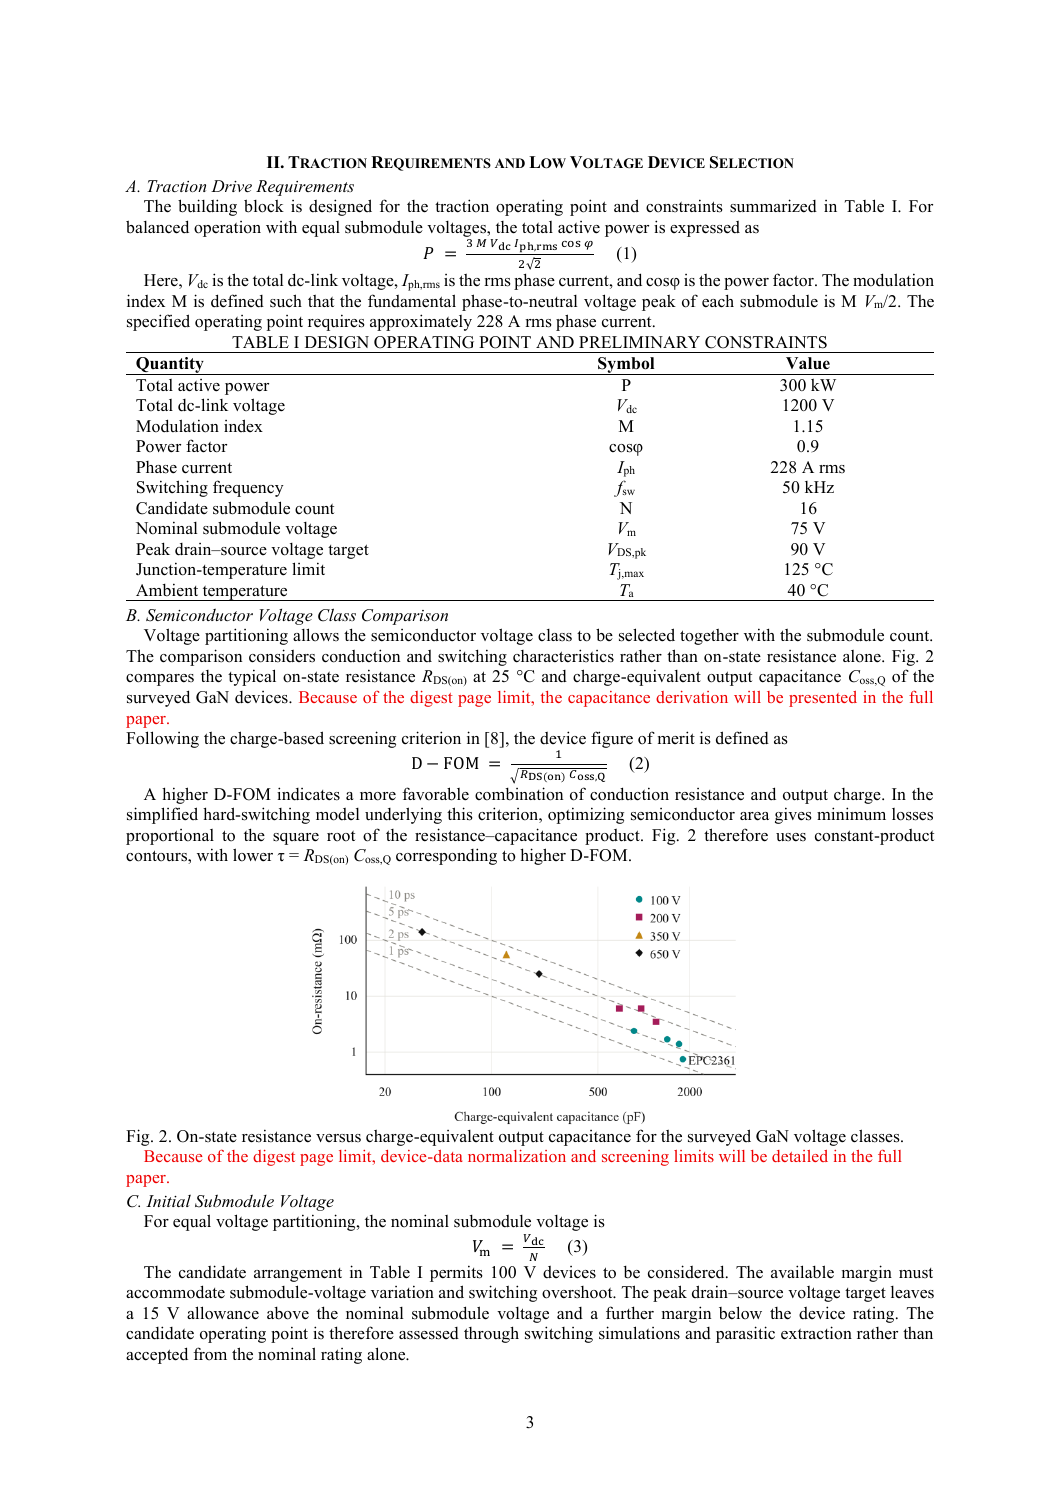 II. TRACTION REQUIREMENTS AND LOW VOLTAGE DEVICE SELECTION
A. Traction Drive Requirements
The building block is designed for the traction operating point and constraints summarized in Table I. For
balanced operation with equal submodule voltages, the total active power is expressed as
P = 3 M Vdc Iph,rms cos φ / 2√2 (1)
Here, Vdc is the total dc-link voltage, Iph,rms is the rms phase current, and cosφ is the power factor. The modulation
index M is defined such that the fundamental phase-to-neutral voltage peak of each submodule is M Vm/2. The
specified operating point requires approximately 228 A rms phase current.
TABLE I DESIGN OPERATING POINT AND PRELIMINARY CONSTRAINTS
Quantity Symbol Value
Total active power P 300 kW
Total dc-link voltage Vdc 1200 V
Modulation index M 1.15
Power factor cosφ 0.9
Phase current Iph 228 A rms
Switching frequency fsw 50 kHz
Candidate submodule count N 16
Nominal submodule voltage Vm 75 V
Peak drain–source voltage target VDS,pk 90 V
Junction-temperature limit Tj,max 125 °C
Ambient temperature Ta 40 °C
B. Semiconductor Voltage Class Comparison
Voltage partitioning allows the semiconductor voltage class to be selected together with the submodule count.
The comparison considers conduction and switching characteristics rather than on-state resistance alone. Fig. 2
compares the typical on-state resistance RDS(on) at 25 °C and charge-equivalent output capacitance Coss,Q of the
surveyed GaN devices. Because of the digest page limit, the capacitance derivation will be presented in the full
paper.
Following the charge-based screening criterion in [8], the device figure of merit is defined as
D – FOM = 1 / √RDS(on) Coss,Q (2)
A higher D-FOM indicates a more favorable combination of conduction resistance and output charge. In the
simplified hard-switching model underlying this criterion, optimizing semiconductor area gives minimum losses
proportional to the square root of the resistance–capacitance product. Fig. 2 therefore uses constant-product
contours, with lower τ = RDS(on) Coss,Q corresponding to higher D-FOM.
10 ps
5 ps
2 ps
1 ps
100 V
200 V
350 V
650 V
On-resistance (mΩ)
100
10
1
EPC2361
20 100 500 2000
Charge-equivalent capacitance (pF)
Fig. 2. On-state resistance versus charge-equivalent output capacitance for the surveyed GaN voltage classes.
Because of the digest page limit, device-data normalization and screening limits will be detailed in the full
paper.
C. Initial Submodule Voltage
For equal voltage partitioning, the nominal submodule voltage is
Vm = Vdc / N (3)
The candidate arrangement in Table I permits 100 V devices to be considered. The available margin must
accommodate submodule-voltage variation and switching overshoot. The peak drain–source voltage target leaves
a 15 V allowance above the nominal submodule voltage and a further margin below the device rating. The
candidate operating point is therefore assessed through switching simulations and parasitic extraction rather than
accepted from the nominal rating alone.
3